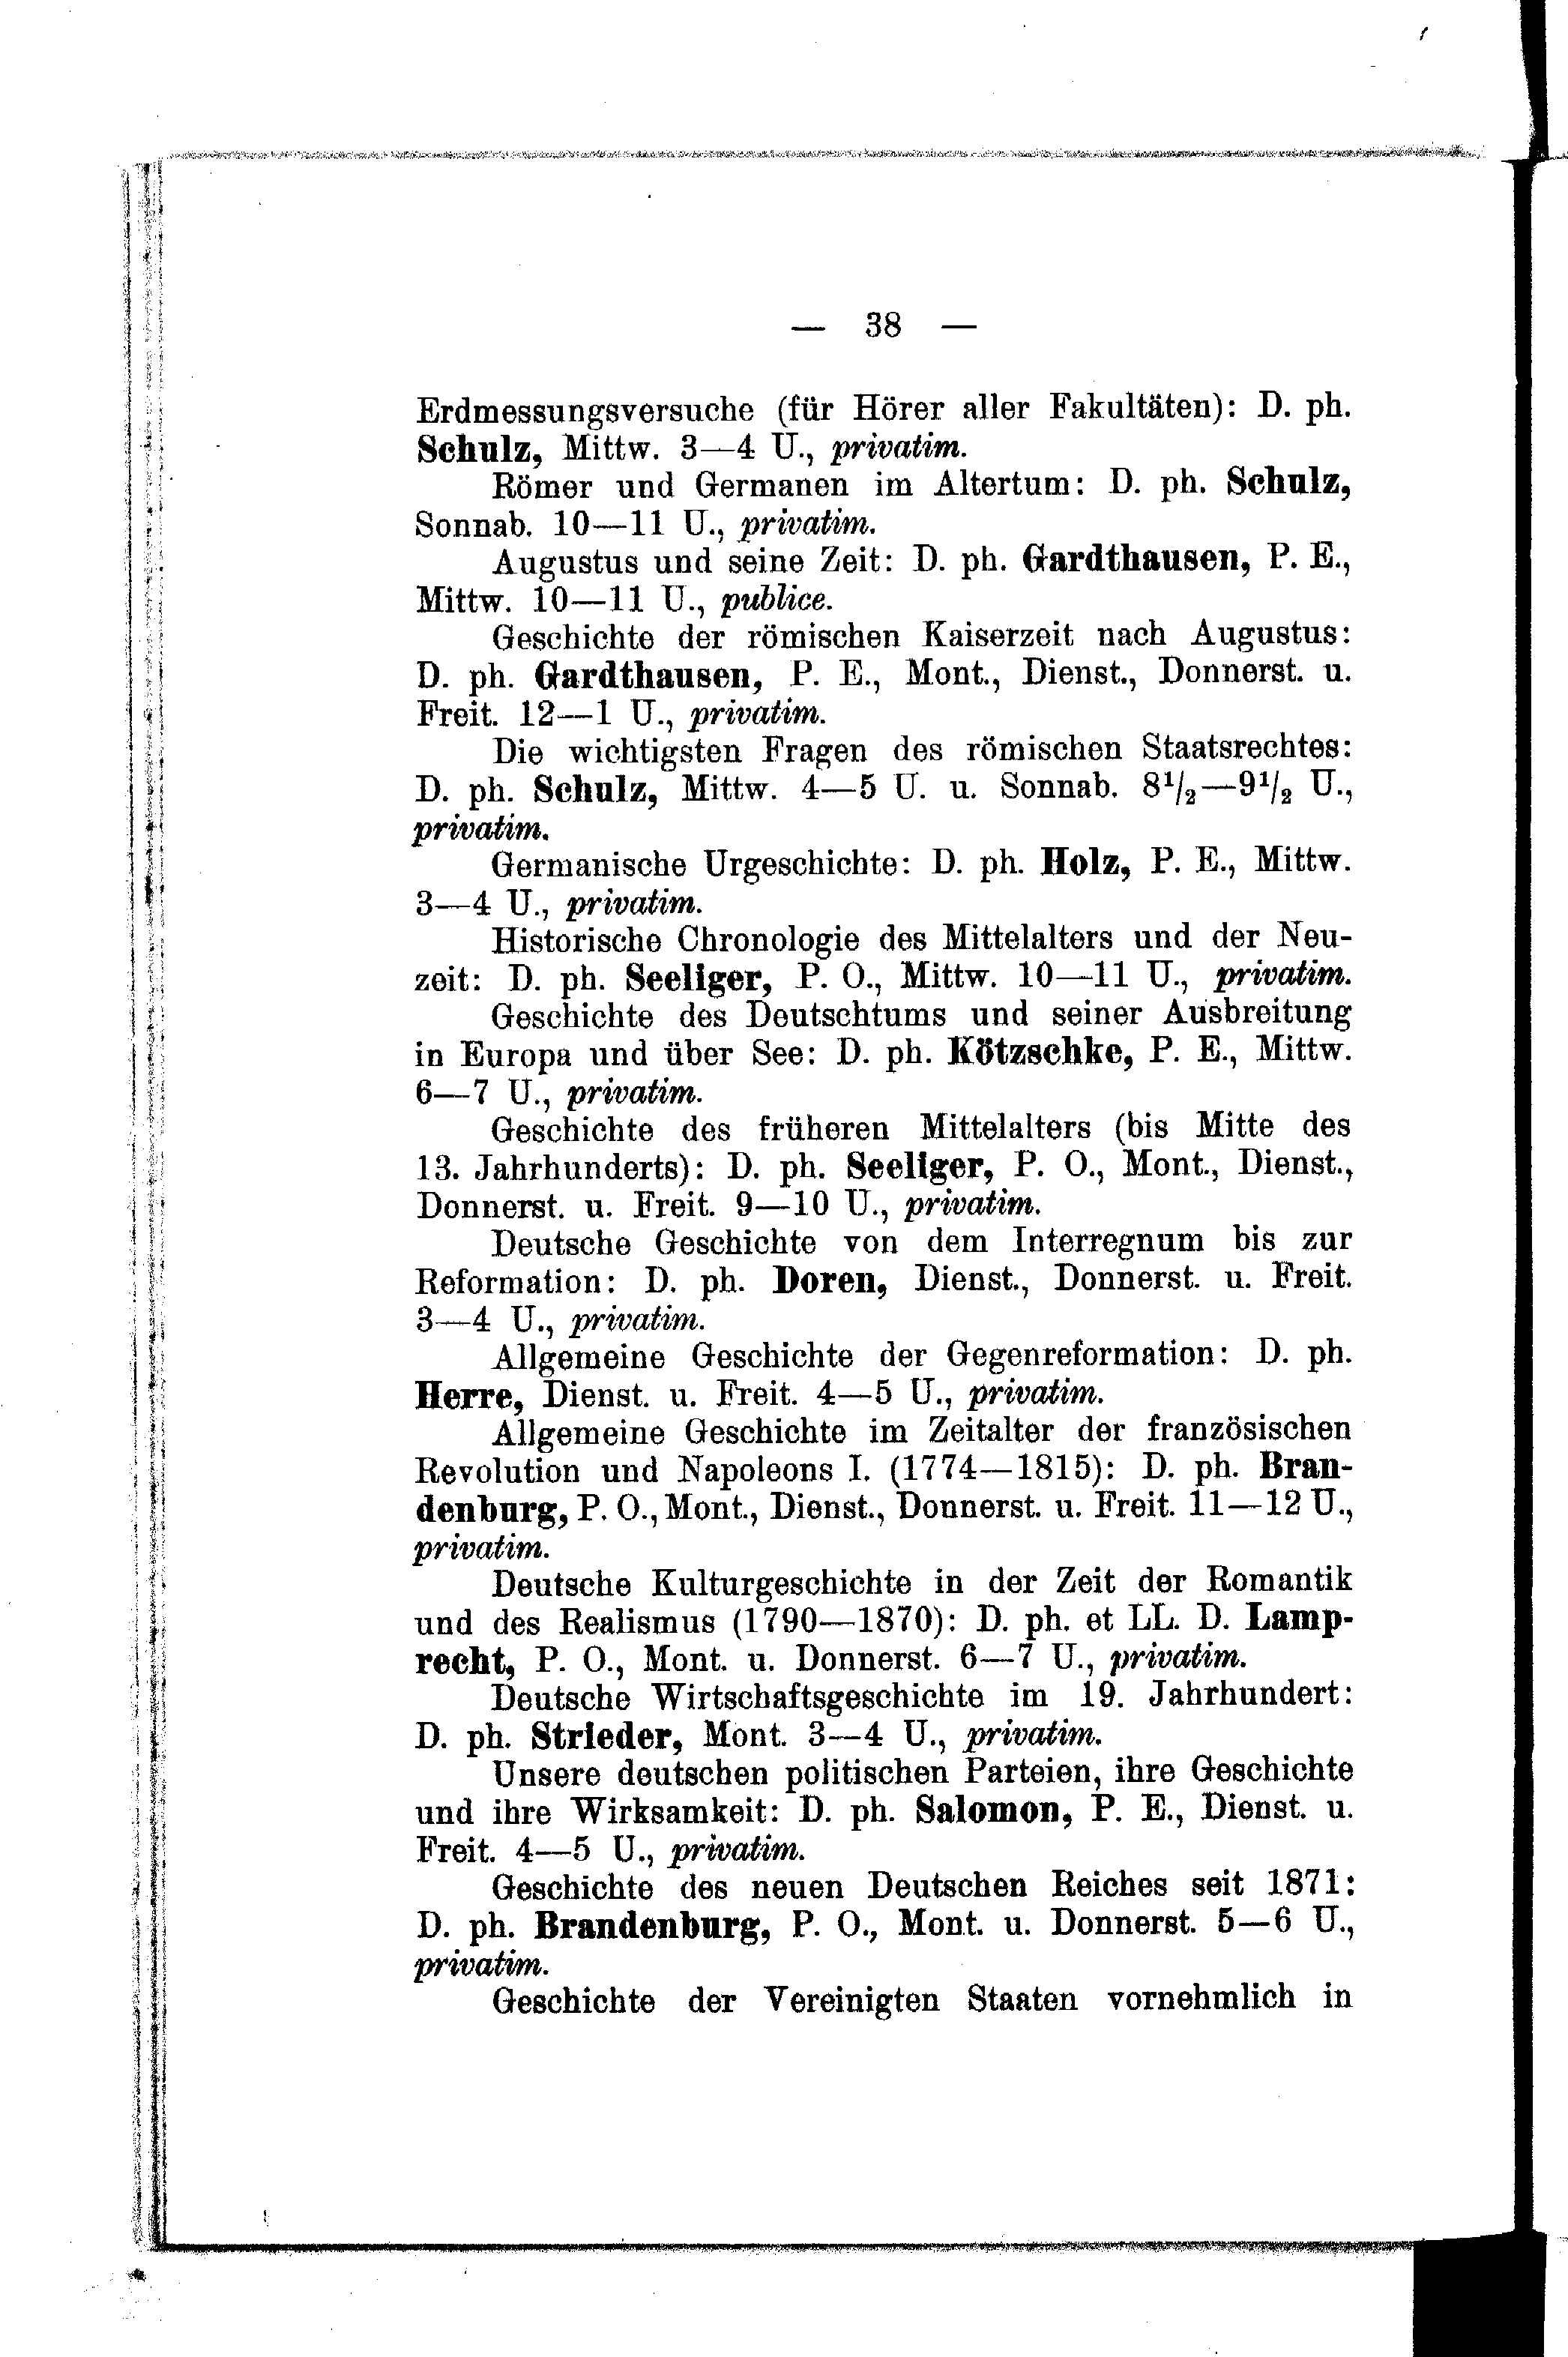 — 38 —
Erdmessungsversuche (für Hörer aller Fakultäten): D. ph.
Schulz, Mittw. 3—4 U., privatim.
Römer und Germanen im Altertum: D. ph. Schulz,
Sonnab. 10—11 U., privatim.
Augustus und seine Zeit: D. ph. Gardthausen, P. E.,
Mittw. 10—11 U., publice.
Geschichte der römischen Kaiserzeit nach Augustus:
D. ph. Gardthausen, P. E., Mont., Dienst., Donnerst. u.
Freit. 12—1 U., privatim.
Die wichtigsten Fragen des römischen Staatsrechtes:
D. ph. Schulz, Mittw. 4—5 U. u. Sonnab. 8¹/₂—9¹/₂ U.,
privatim.
Germanische Urgeschichte: D. ph. Holz, P. E., Mittw.
3—4 U., privatim.
Historische Chronologie des Mittelalters und der Neu-
zeit: D. ph. Seeliger, P. O., Mittw. 10—11 U., privatim.
Geschichte des Deutschtums und seiner Ausbreitung
in Europa und über See: D. ph. Kötzschke, P. E., Mittw.
6—7 U., privatim.
Geschichte des früheren Mittelalters (bis Mitte des
13. Jahrhunderts): D. ph. Seeliger, P. O., Mont., Dienst.,
Donnerst. u. Freit. 9—10 U., privatim.
Deutsche Geschichte von dem Interregnum bis zur
Reformation: D. ph. Doren, Dienst., Donnerst. u. Freit.
3—4 U., privatim.
Allgemeine Geschichte der Gegenreformation: D. ph.
Herre, Dienst. u. Freit. 4—5 U., privatim.
Allgemeine Geschichte im Zeitalter der französischen
Revolution und Napoleons I. (1774—1815): D. ph. Bran-
denburg, P. O., Mont., Dienst., Donnerst. u. Freit. 11—12 U.,
privatim.
Deutsche Kulturgeschichte in der Zeit der Romantik
und des Realismus (1790—1870): D. ph. et LL. D. Lamp-
recht, P. O., Mont. u. Donnerst. 6—7 U., privatim.
Deutsche Wirtschaftsgeschichte im 19. Jahrhundert:
D. ph. Strieder, Mont. 3—4 U., privatim.
Unsere deutschen politischen Parteien, ihre Geschichte
und ihre Wirksamkeit: D. ph. Salomon, P. E., Dienst. u.
Freit. 4—5 U., privatim.
Geschichte des neuen Deutschen Reiches seit 1871:
D. ph. Brandenburg, P. O., Mont. u. Donnerst. 5—6 U.,
privatim.
Geschichte der Vereinigten Staaten vornehmlich in